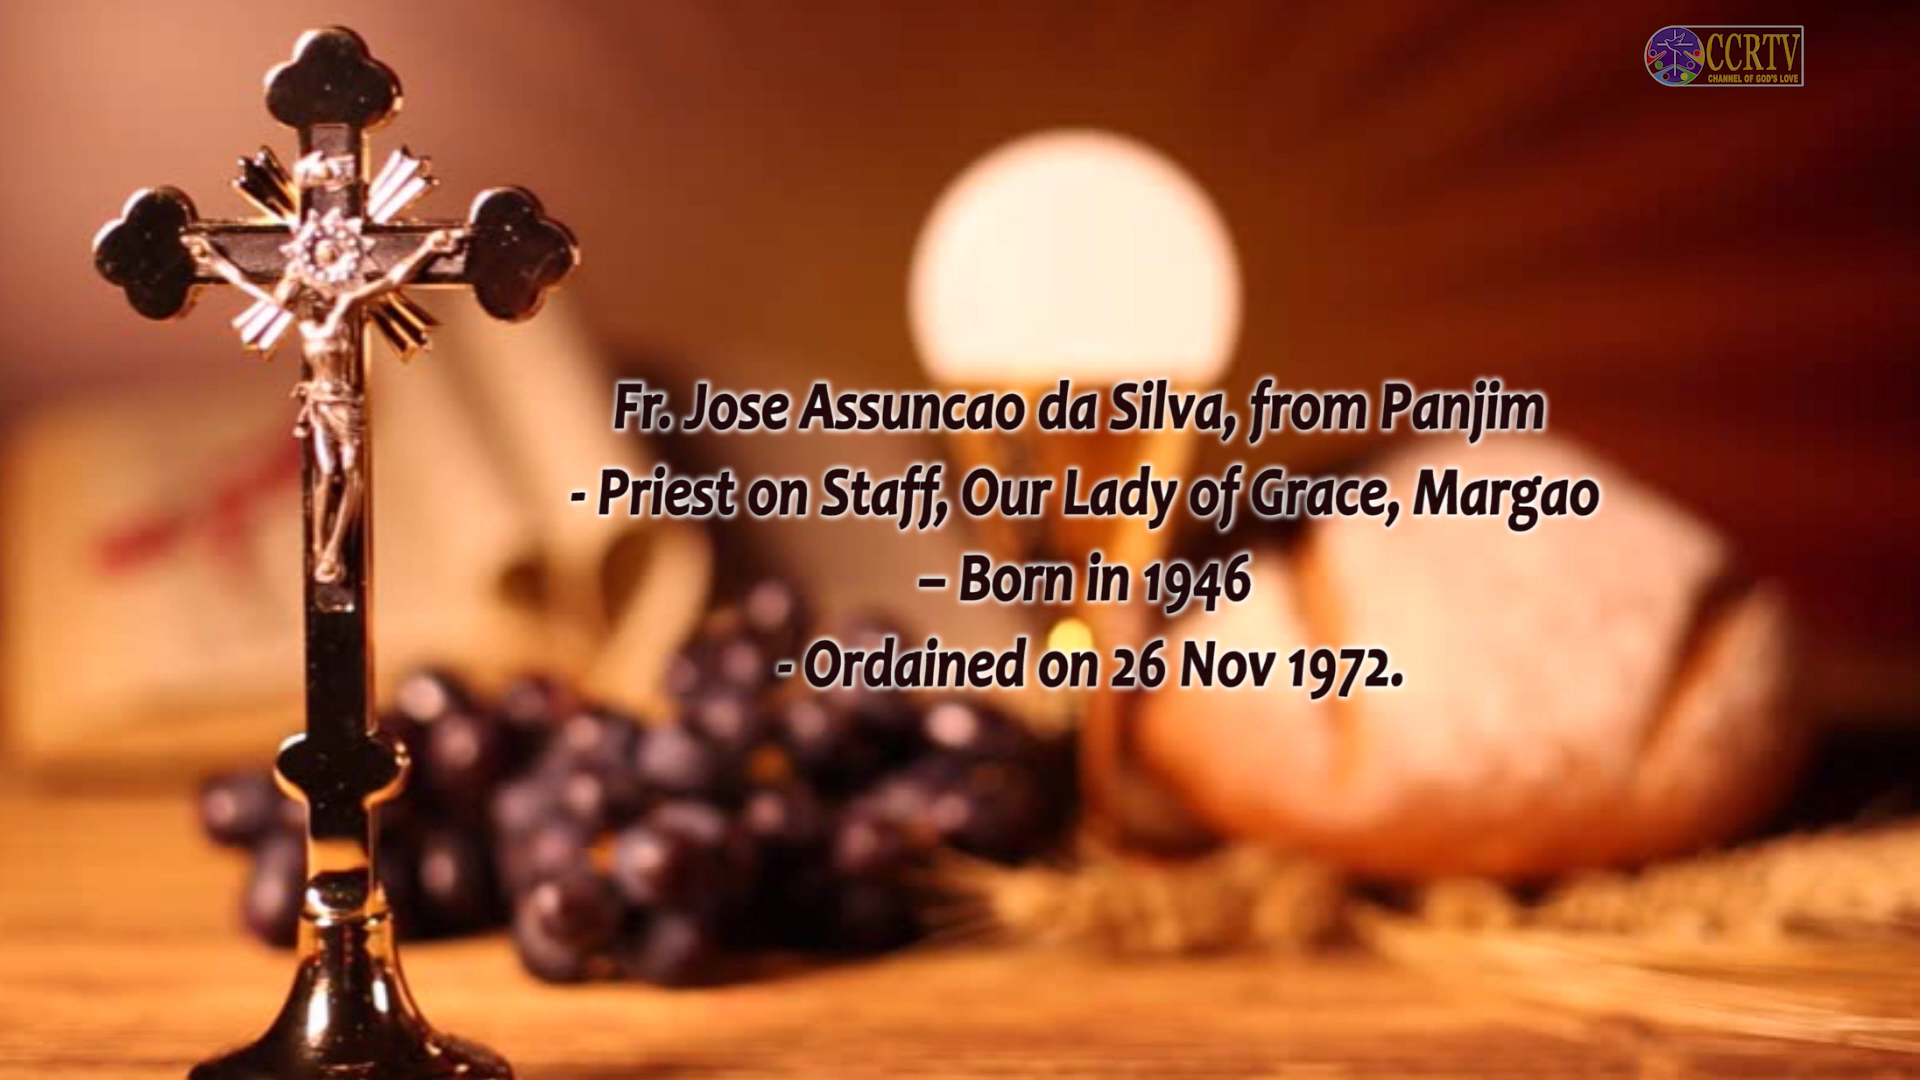 CCRTV
CHANNEL OF GOD'S LOVE
Fr. Jose Assuncao da Silva, from Panjim
- Priest on Staff, Our Lady of Grace, Margao
– Born in 1946
- Ordained on 26 Nov 1972.